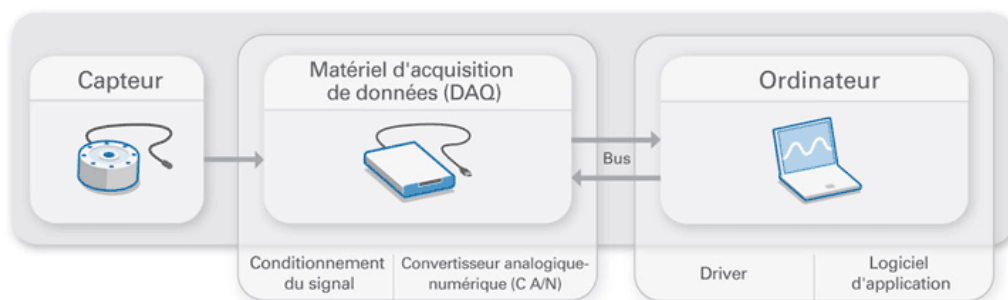 Capteur
Matériel d'acquisition
de données (DAQ)
Bus
Ordinateur
Conditionnement
du signal
Convertisseur analogique-
numérique (C A/N)
Driver
Logiciel
d'application